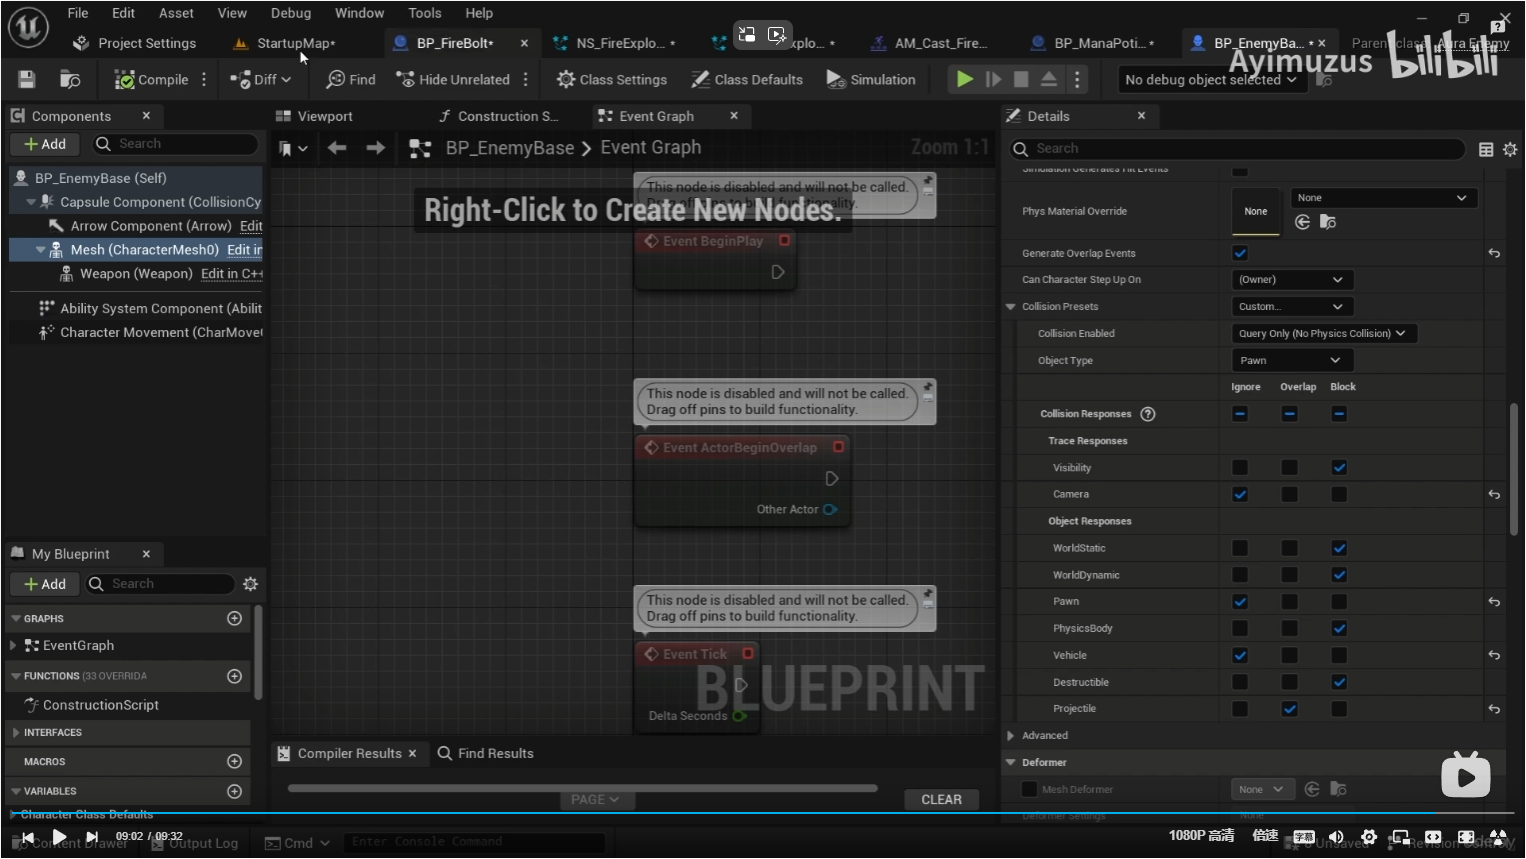 File Edit Asset View Debug Window Tools Help
Project Settings StartupMap* BP_FireBolt* NS_FireExplo... * xplo... * AM_Cast_Fire... BP_ManaPoti... * BP_EnemyBa... * Parent class: Aura Enemy
Ayimuzus bilibili
Compile Diff Find Hide Unrelated Class Settings Class Defaults Simulation No debug object selected
Components Viewport Construction S... Event Graph Details
Add Search BP_EnemyBase > Event Graph Zoom 1:1 Search
BP_EnemyBase (Self)
Capsule Component (CollisionCy
Arrow Component (Arrow) Edit
Mesh (CharacterMesh0) Edit in
Weapon (Weapon) Edit in C++
Ability System Component (Abilit
Character Movement (CharMove
My Blueprint
Add Search
GRAPHS
EventGraph
FUNCTIONS (33 OVERRIDA
ConstructionScript
INTERFACES
MACROS
VARIABLES
Character Class Defaults
This node is disabled and will not be called.
Drag off pins to build functionality.
Right-Click to Create New Nodes.
Event BeginPlay
This node is disabled and will not be called.
Drag off pins to build functionality.
Event ActorBeginOverlap
Other Actor
This node is disabled and will not be called.
Drag off pins to build functionality.
Event Tick
BLUEPRINT
Delta Seconds
Compiler Results Find Results
PAGE CLEAR
Simulation Generates Hit Events
Phys Material Override None None
Generate Overlap Events
Can Character Step Up On (Owner)
Collision Presets Custom...
Collision Enabled Query Only (No Physics Collision)
Object Type Pawn
Ignore Overlap Block
Collision Responses ?
Trace Responses
Visibility
Camera
Object Responses
WorldStatic
WorldDynamic
Pawn
PhysicsBody
Vehicle
Destructible
Projectile
Advanced
Deformer
Mesh Deformer None
Deformer Settings None
09:02 / 09:32 1080P 高清 倍速 字幕
Content Drawer Output Log Cmd Enter Console Command Unsaved Revision Control